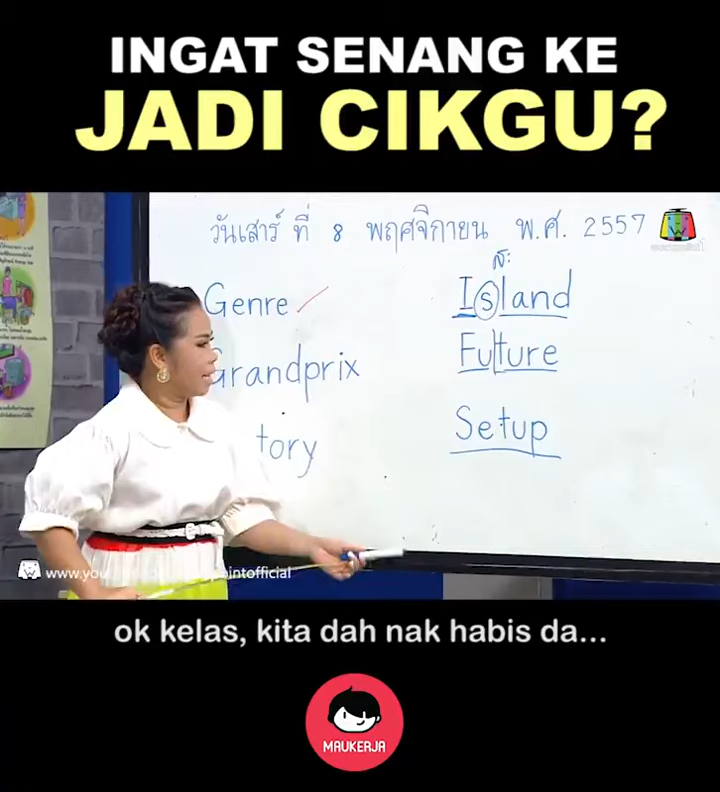 INGAT SENANG KE
JADI CIKGU?
วันเสาร์ ที่ 8 พฤศจิกายน พ.ศ. 2557
สะ
Genre
Island
Grandprix
Future
tory
Setup
ok kelas, kita dah nak habis da...
MAUKERJA